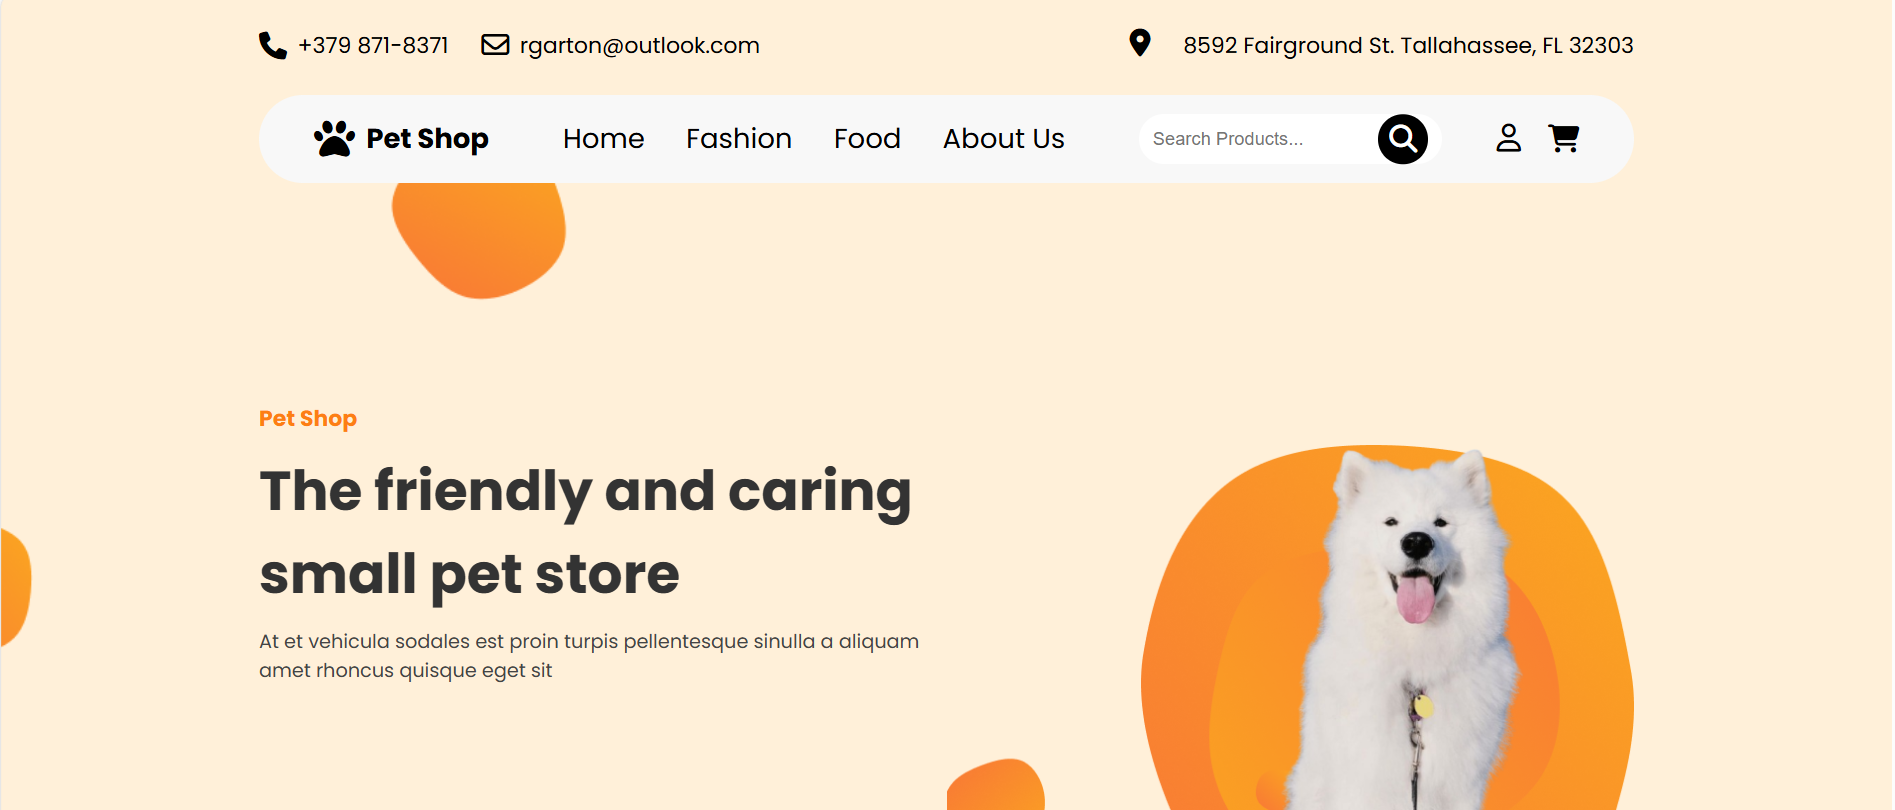 +379 871-8371 rgarton@outlook.com 8592 Fairground St. Tallahassee, FL 32303
Pet Shop Home Fashion Food About Us Search Products...
Pet Shop
The friendly and caring
small pet store
At et vehicula sodales est proin turpis pellentesque sinulla a aliquam
amet rhoncus quisque eget sit